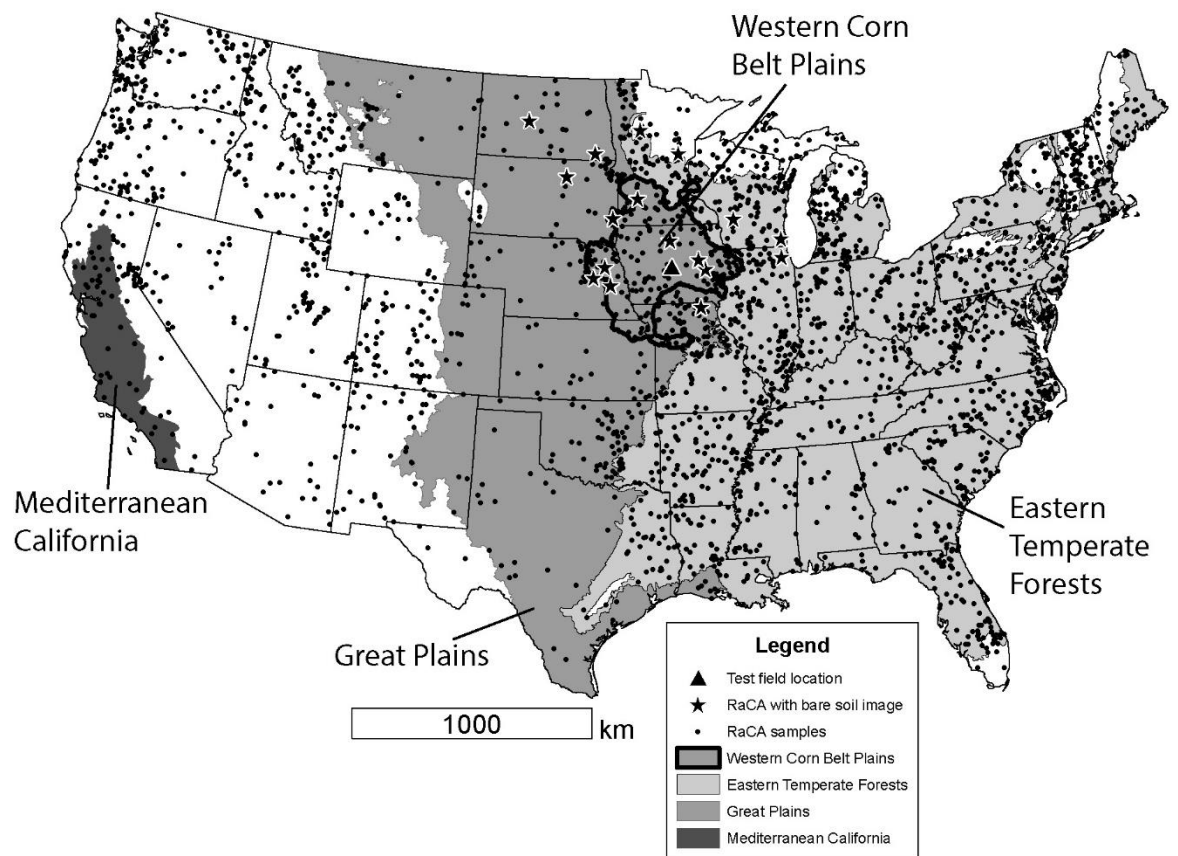 Western Corn
Belt Plains
Mediterranean
California
Eastern
Temperate
Forests
Great Plains
1000 km
Legend
Test field location
RaCA with bare soil image
RaCA samples
Western Corn Belt Plains
Eastern Temperate Forests
Great Plains
Mediterranean California